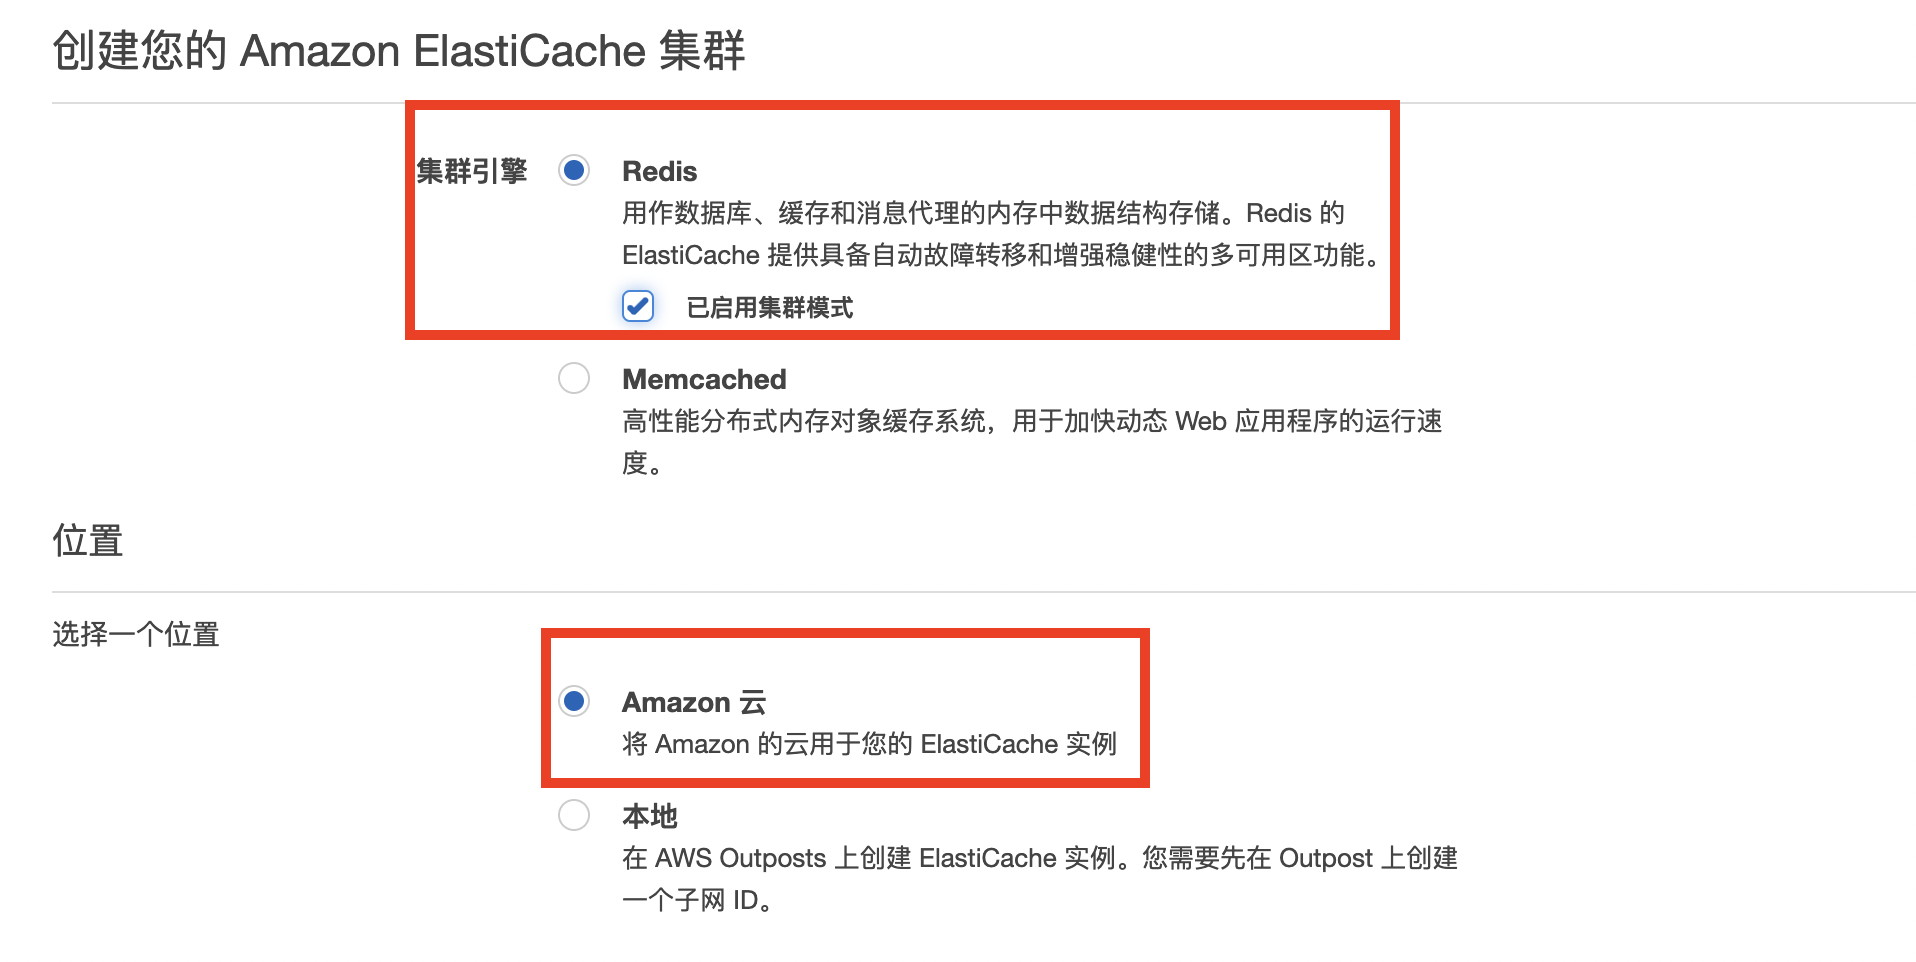 创建您的 Amazon ElastiCache 集群
集群引擎
Redis
用作数据库、缓存和消息代理的内存中数据结构存储。Redis 的
ElastiCache 提供具备自动故障转移和增强稳健性的多可用区功能。
已启用集群模式
Memcached
高性能分布式内存对象缓存系统，用于加快动态 Web 应用程序的运行速
度。
位置
选择一个位置
Amazon 云
将 Amazon 的云用于您的 ElastiCache 实例
本地
在 AWS Outposts 上创建 ElastiCache 实例。您需要先在 Outpost 上创建
一个子网 ID。